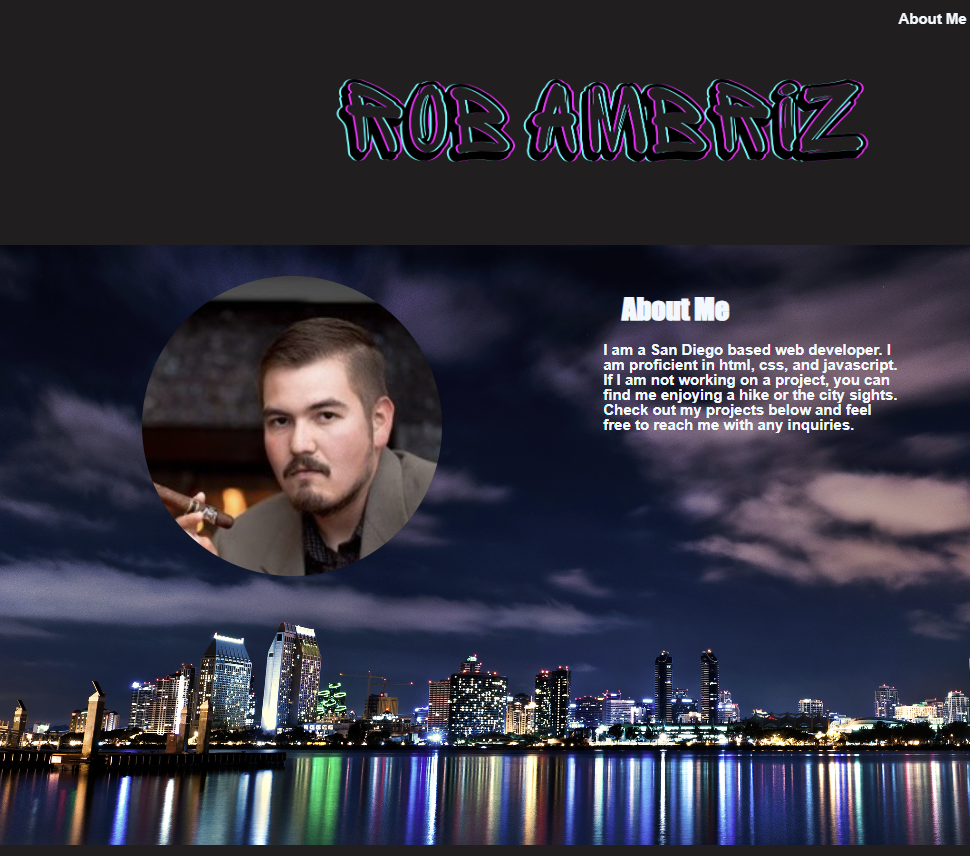 About Me
ROB AMBRIZ
About Me
I am a San Diego based web developer. I
am proficient in html, css, and javascript.
If I am not working on a project, you can
find me enjoying a hike or the city sights.
Check out my projects below and feel
free to reach me with any inquiries.